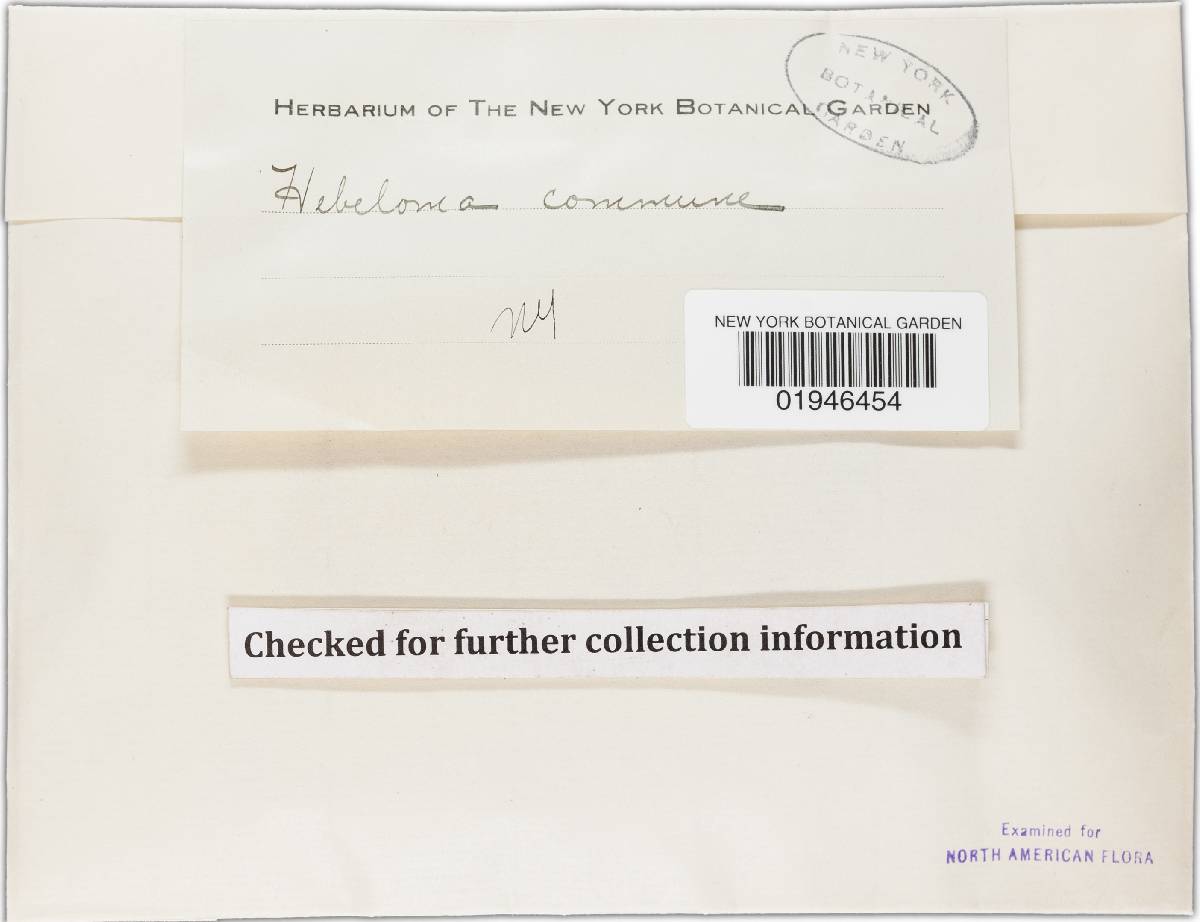 NEW YORK
BOTANICAL
GARDEN
HERBARIUM OF THE NEW YORK BOTANICAL GARDEN
Hebeloma commune
NY
NEW YORK BOTANICAL GARDEN
01946454
Checked for further collection information
Examined for
NORTH AMERICAN FLORA